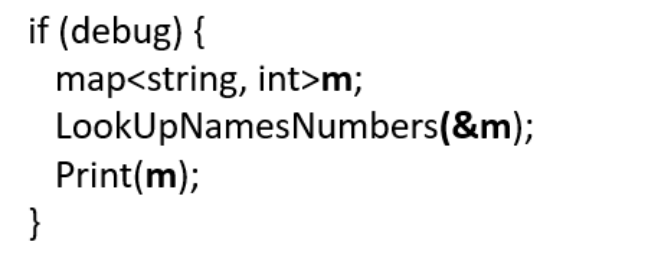 if (debug) {
map<string, int>m;
LookUpNamesNumbers(&m);
Print(m);
}